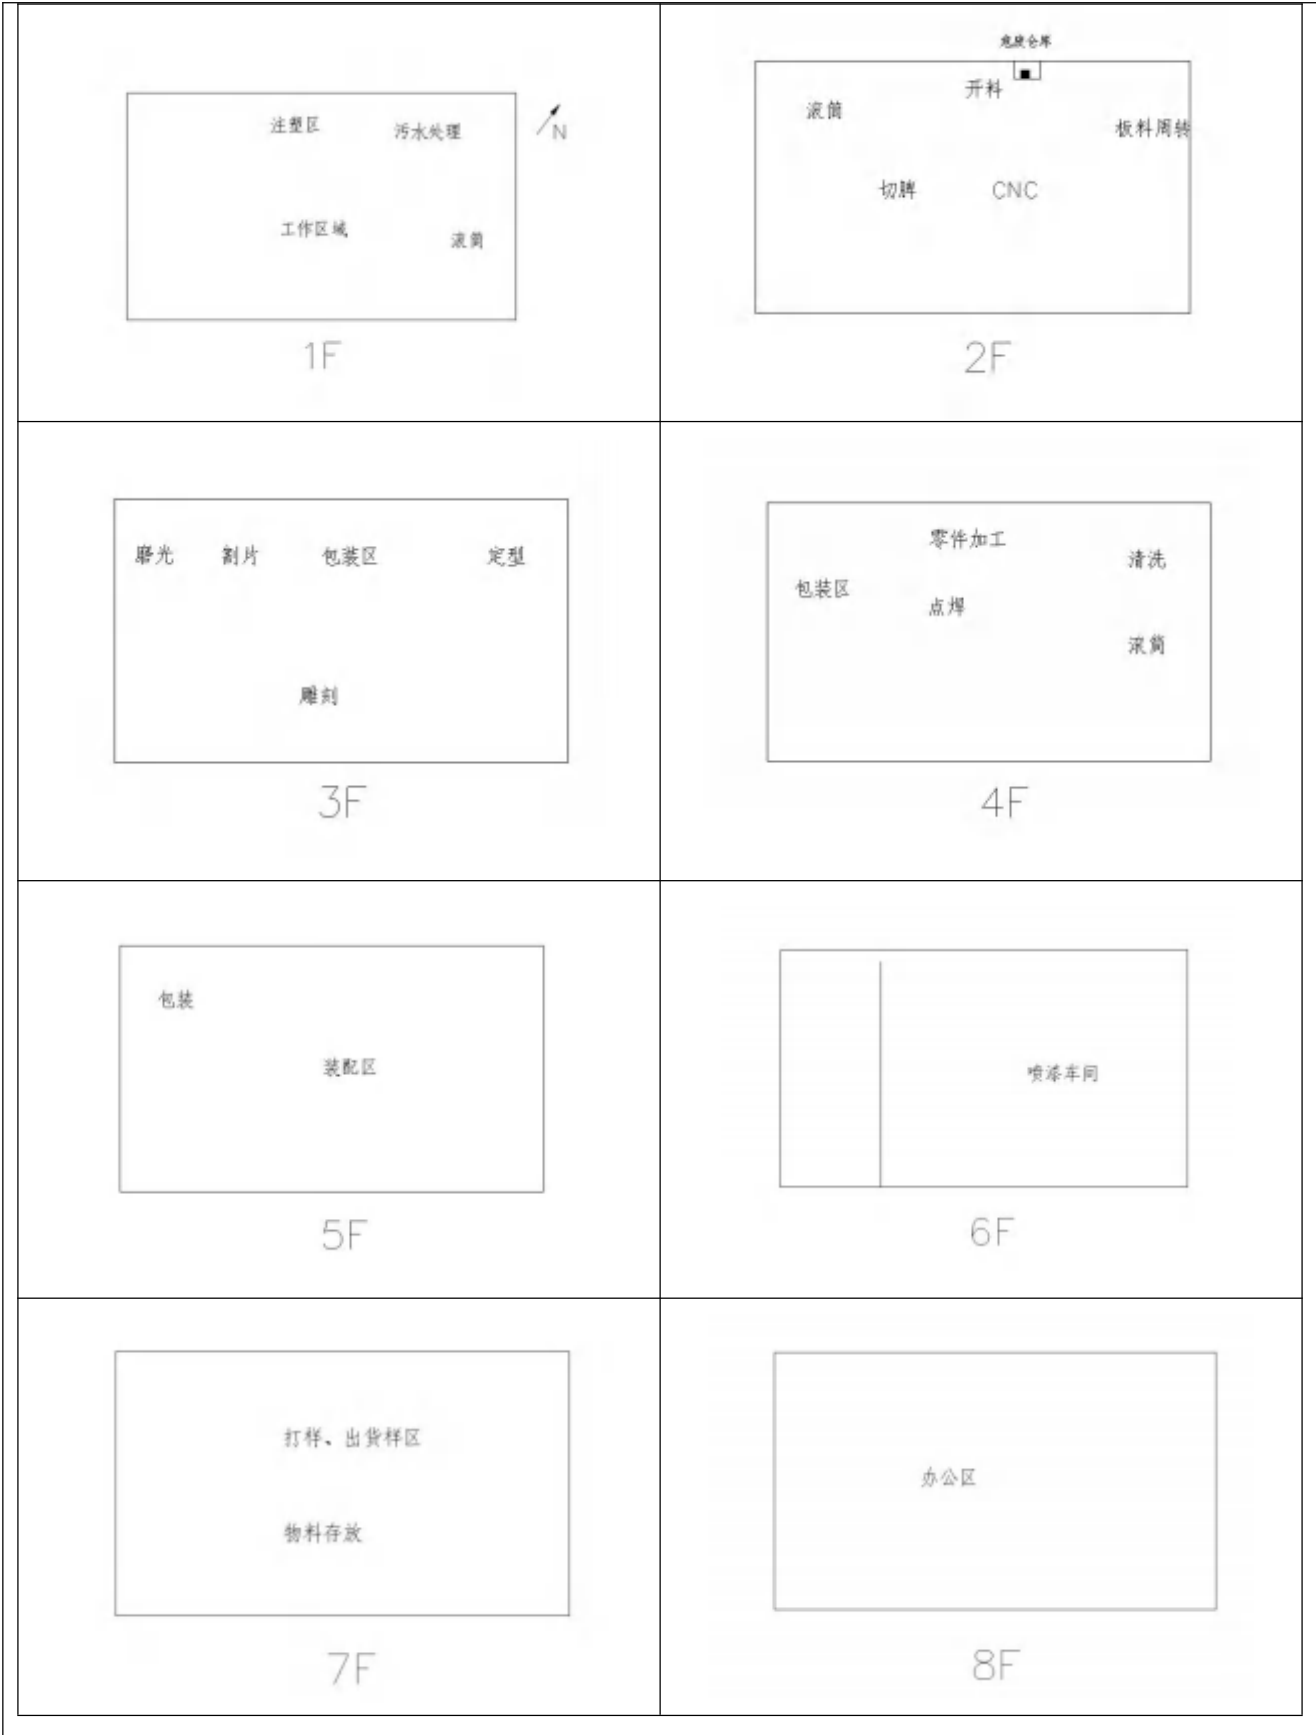 注塑区
污水处理
N
工作区域
滚筒
1F
危废仓库
开料
滚筒
板料周转
切脾
CNC
2F
磨光 割片 包装区 定型
雕刻
3F
零件加工
清洗
包装区
点焊
滚筒
4F
包装
装配区
5F
喷漆车间
6F
打样、出货样区
物料存放
7F
办公区
8F